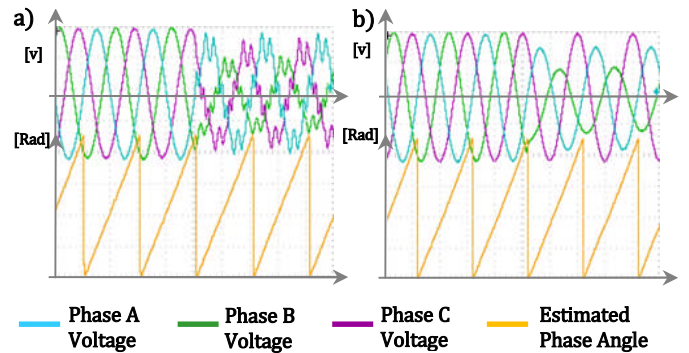 a)
b)
[v]
[v]
[Rad]
[Rad]
Phase A Voltage
Phase B Voltage
Phase C Voltage
Estimated Phase Angle